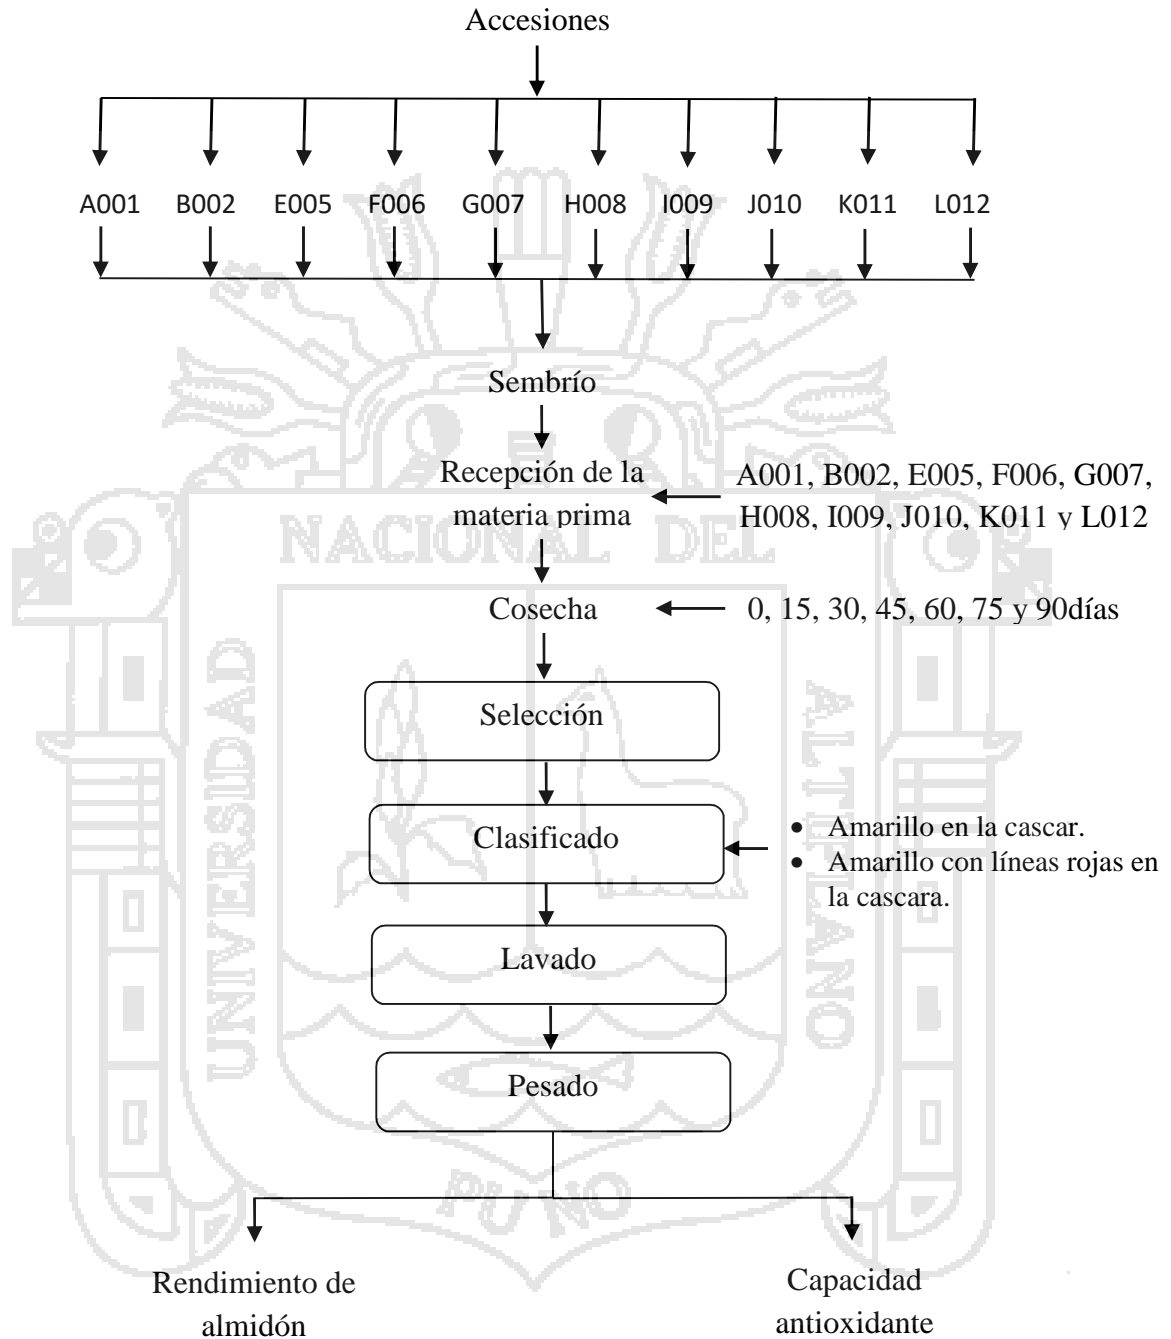 Accesiones
A001 B002 E005 F006 G007 H008 I009 J010 K011 L012
Sembrío
Recepción de la
materia prima
A001, B002, E005, F006, G007,
H008, I009, J010, K011 y L012
Cosecha
0, 15, 30, 45, 60, 75 y 90días
Selección
Clasificado
• Amarillo en la cascar.
• Amarillo con líneas rojas en
la cascara.
Lavado
Pesado
Rendimiento de
almidón
Capacidad
antioxidante
UNIVERSIDAD
NACIONAL DEL
ALTIPLANO
PUNO